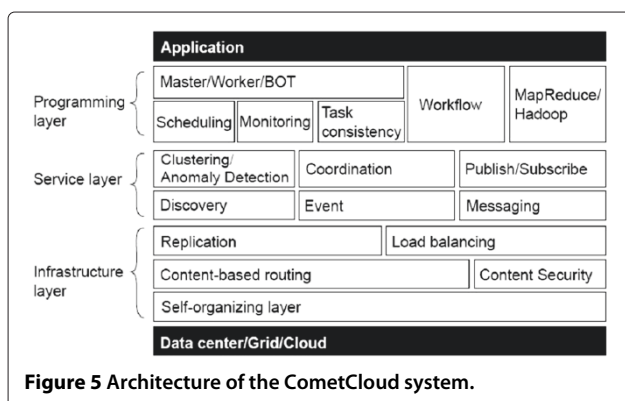 Application
Programming
layer
Master/Worker/BOT
Scheduling
Monitoring
Task
consistency
Workflow
MapReduce/
Hadoop
Service layer
Clustering/
Anomaly Detection
Coordination
Publish/Subscribe
Discovery
Event
Messaging
Infrastructure
layer
Replication
Load balancing
Content-based routing
Content Security
Self-organizing layer
Data center/Grid/Cloud
Figure 5 Architecture of the CometCloud system.